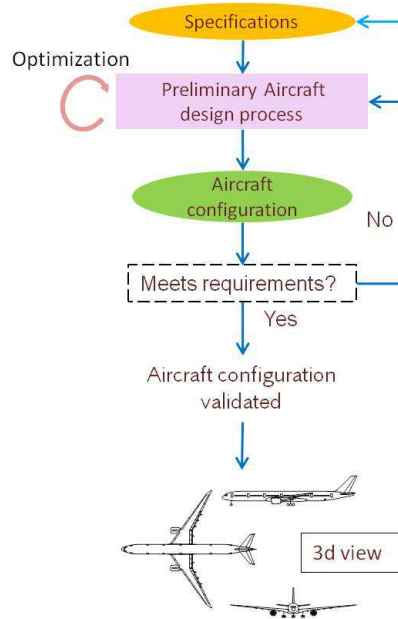 Specifications
Optimization
Preliminary Aircraft
design process
Aircraft
configuration
No
Meets requirements?
Yes
Aircraft configuration
validated
3d view